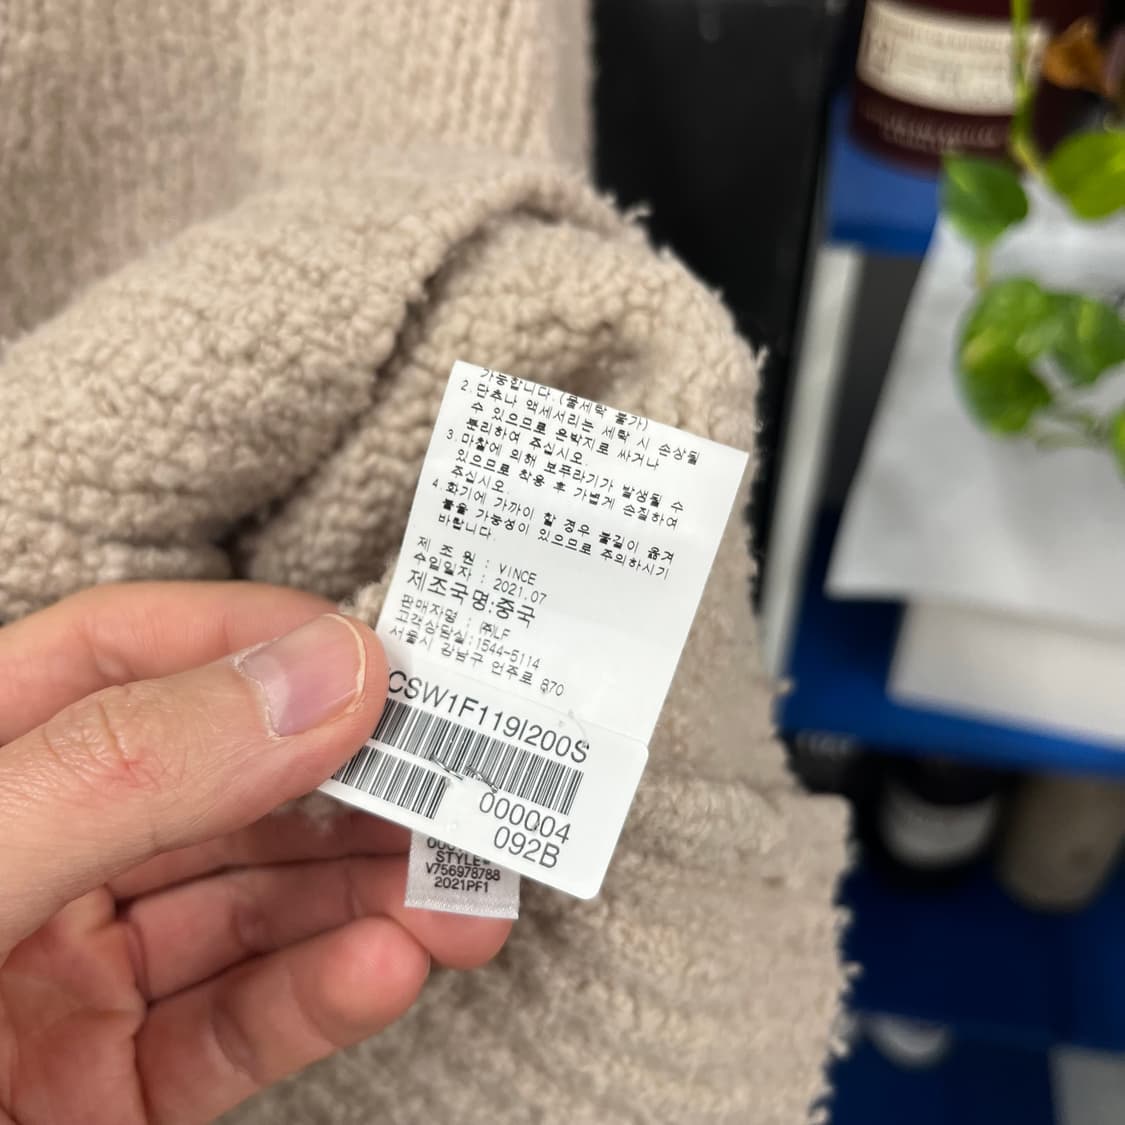 가능합니다.(물세탁 불가)
2.단추나 액세서리는 세탁 시 손상될
수 있으므로 은박지로 싸거나
분리하여 주십시오.
3.마찰에 의해 보푸라기가 발생될 수
있으므로 착용 후 가볍게 손질하여
주십시오.
4.화기에 가까이 할 경우 불길이 옮겨
붙을 가능성이 있으므로 주의하시기
바랍니다.
제 조 원 : VINCE
수입일자 : 2021.07
제조국명:중국
판매자명 : ㈜LF
고객상담실:1544-5114
서울시 강남구 언주로 870
CSW1F119I200S
000004
092B
STYLE#
V756978788
2021PF1